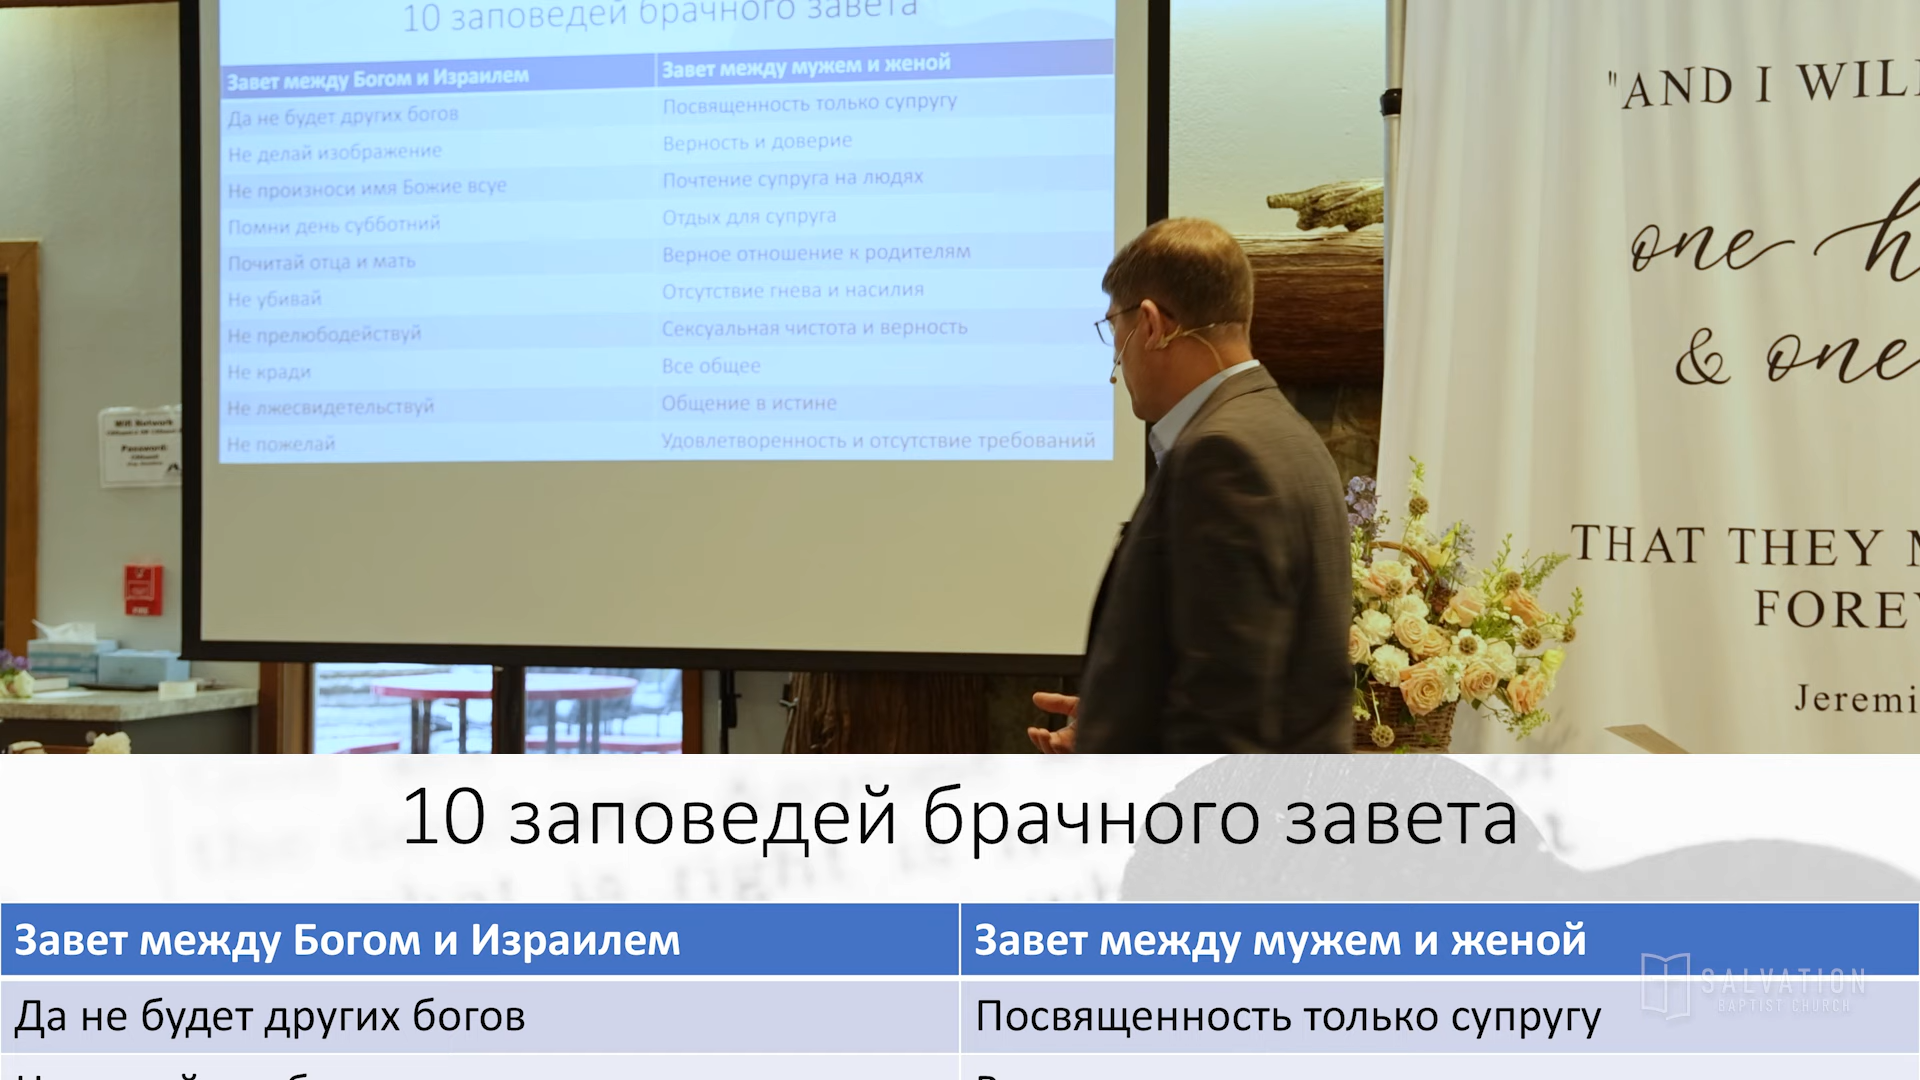 10 заповедей брачного завета
Завет между Богом и Израилем Завет между мужем и женой
Да не будет других богов Посвященность только супругу
Не делай изображение Верность и доверие
Не произноси имя Божие всуе Почтение супруга на людях
Помни день субботний Отдых для супруга
Почитай отца и мать Верное отношение к родителям
Не убивай Отсутствие гнева и насилия
Не прелюбодействуй Сексуальная чистота и верность
Не кради Все общее
Не лжесвидетельствуй Общение в истине
Не пожелай Удовлетворенность и отсутствие требований
"AND I WILL
one h
& one
THAT THEY M
FOREV
Jeremi
Wifi Network
Password:
FIRE
10 заповедей брачного завета
Завет между Богом и Израилем Завет между мужем и женой
Да не будет других богов Посвященность только супругу
SALVATION
BAPTIST CHURCH